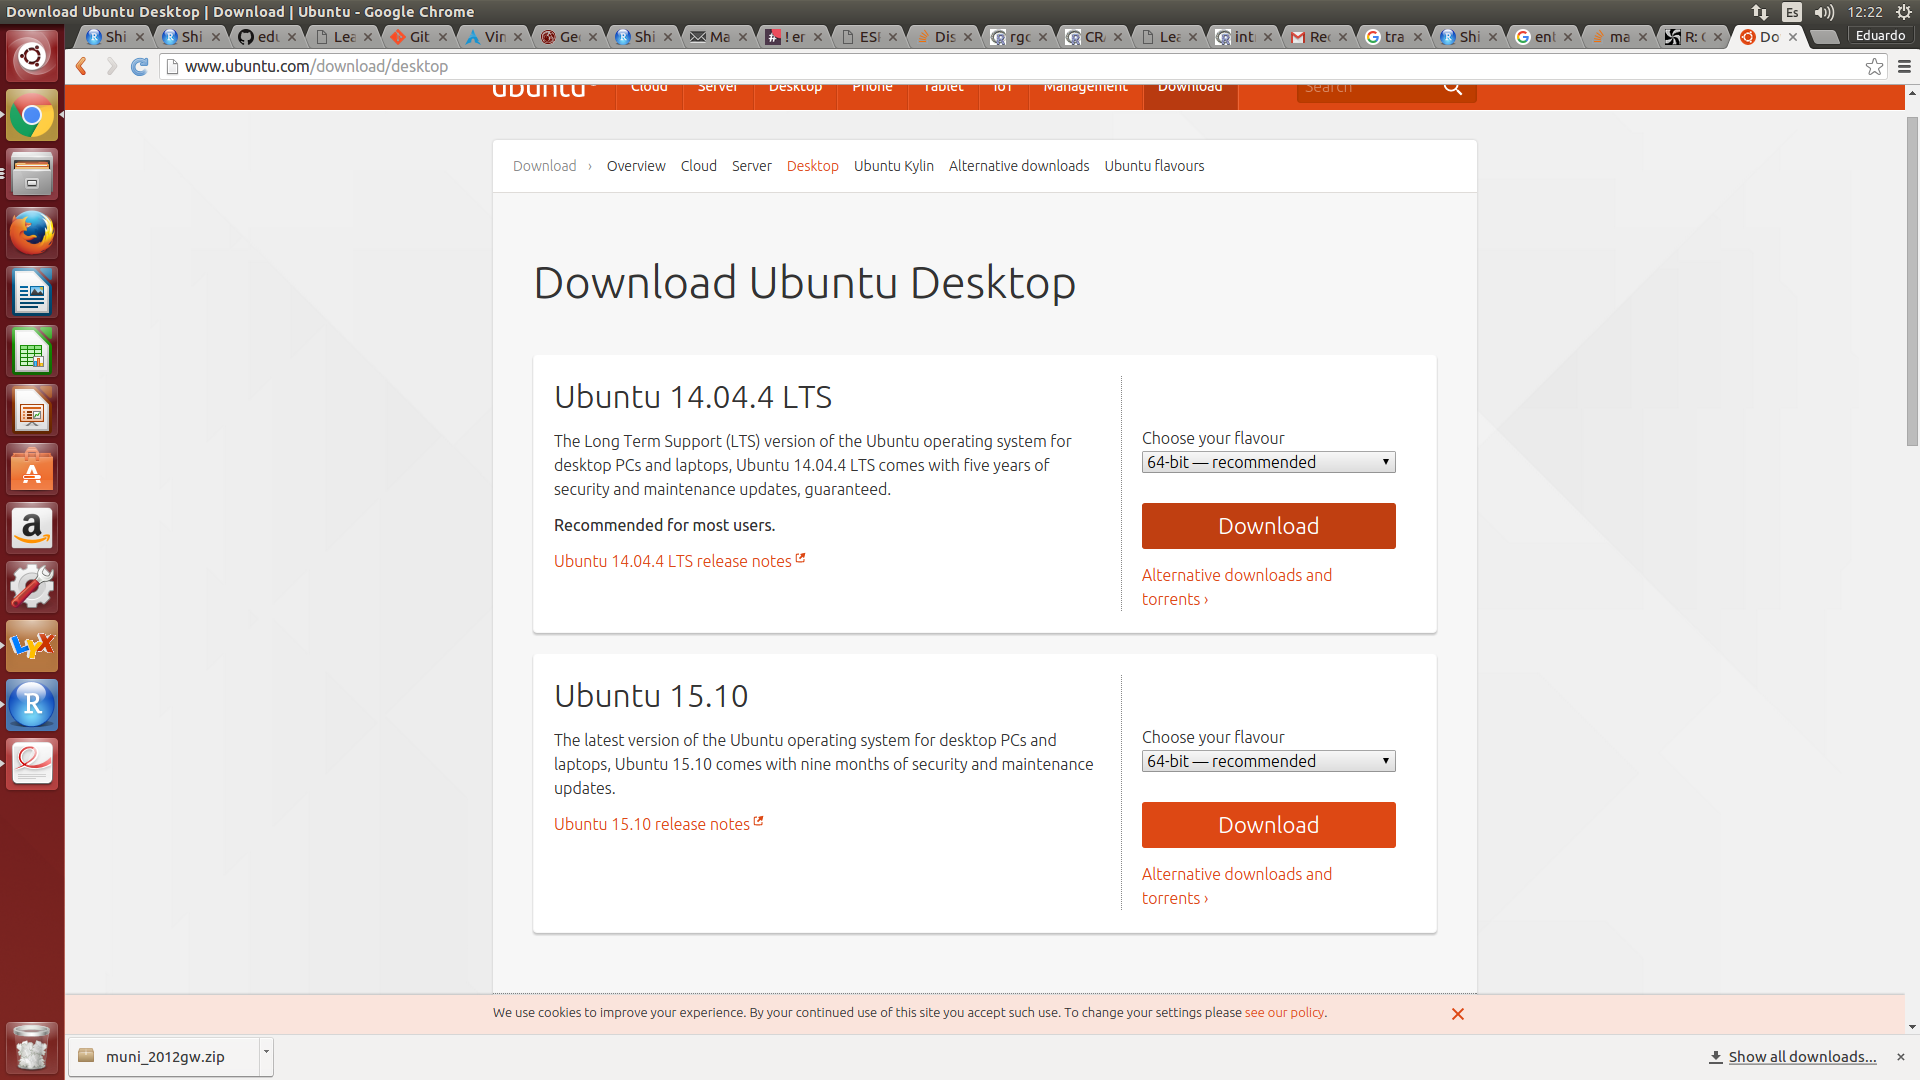 Download Ubuntu Desktop | Download | Ubuntu - Google Chrome
Es
12:22
Shi
Shi
edu
Lea
Git
Vin
Geo
Shi
Ma
! er
ESI
Dis
rgc
CRA
Lea
intr
Rec
tra
Shi
ent
ma
R: G
Do
Eduardo
www.ubuntu.com/download/desktop
ubuntu
Cloud
Server
Desktop
Phone
Tablet
IoT
Management
Download
Search
Download › Overview Cloud Server Desktop Ubuntu Kylin Alternative downloads Ubuntu flavours
Download Ubuntu Desktop
Ubuntu 14.04.4 LTS
The Long Term Support (LTS) version of the Ubuntu operating system for
desktop PCs and laptops, Ubuntu 14.04.4 LTS comes with five years of
security and maintenance updates, guaranteed.
Recommended for most users.
Ubuntu 14.04.4 LTS release notes
Choose your flavour
64-bit — recommended
Download
Alternative downloads and
torrents ›
Ubuntu 15.10
The latest version of the Ubuntu operating system for desktop PCs and
laptops, Ubuntu 15.10 comes with nine months of security and maintenance
updates.
Ubuntu 15.10 release notes
Choose your flavour
64-bit — recommended
Download
Alternative downloads and
torrents ›
We use cookies to improve your experience. By your continued use of this site you accept such use. To change your settings please see our policy.
muni_2012gw.zip
Show all downloads...